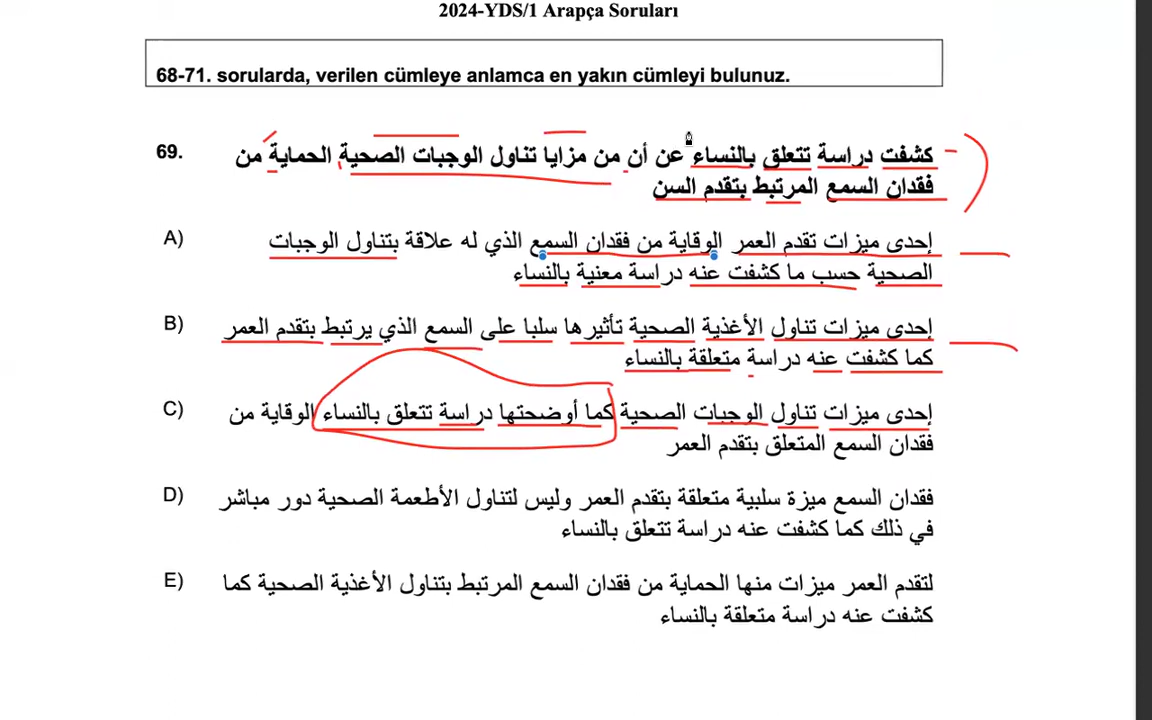 2024-YDS/1 Arapça Soruları
68-71. sorularda, verilen cümleye anlamca en yakın cümleyi bulunuz.
69. كشفت دراسة تتعلق بالنساء عن أن من مزايا تناول الوجبات الصحية الحماية من
فقدان السمع المرتبط بتقدم السن
A) إحدى ميزات تقدم العمر الوقاية من فقدان السمع الذي له علاقة بتناول الوجبات
الصحية حسب ما كشفت عنه دراسة معنية بالنساء
B) إحدى ميزات تناول الأغذية الصحية تأثيرها سلبا على السمع الذي يرتبط بتقدم العمر
كما كشفت عنه دراسة متعلقة بالنساء
C) إحدى ميزات تناول الوجبات الصحية كما أوضحتها دراسة تتعلق بالنساء الوقاية من
فقدان السمع المتعلق بتقدم العمر
D) فقدان السمع ميزة سلبية متعلقة بتقدم العمر وليس لتناول الأطعمة الصحية دور مباشر
في ذلك كما كشفت عنه دراسة تتعلق بالنساء
E) لتقدم العمر ميزات منها الحماية من فقدان السمع المرتبط بتناول الأغذية الصحية كما
كشفت عنه دراسة متعلقة بالنساء